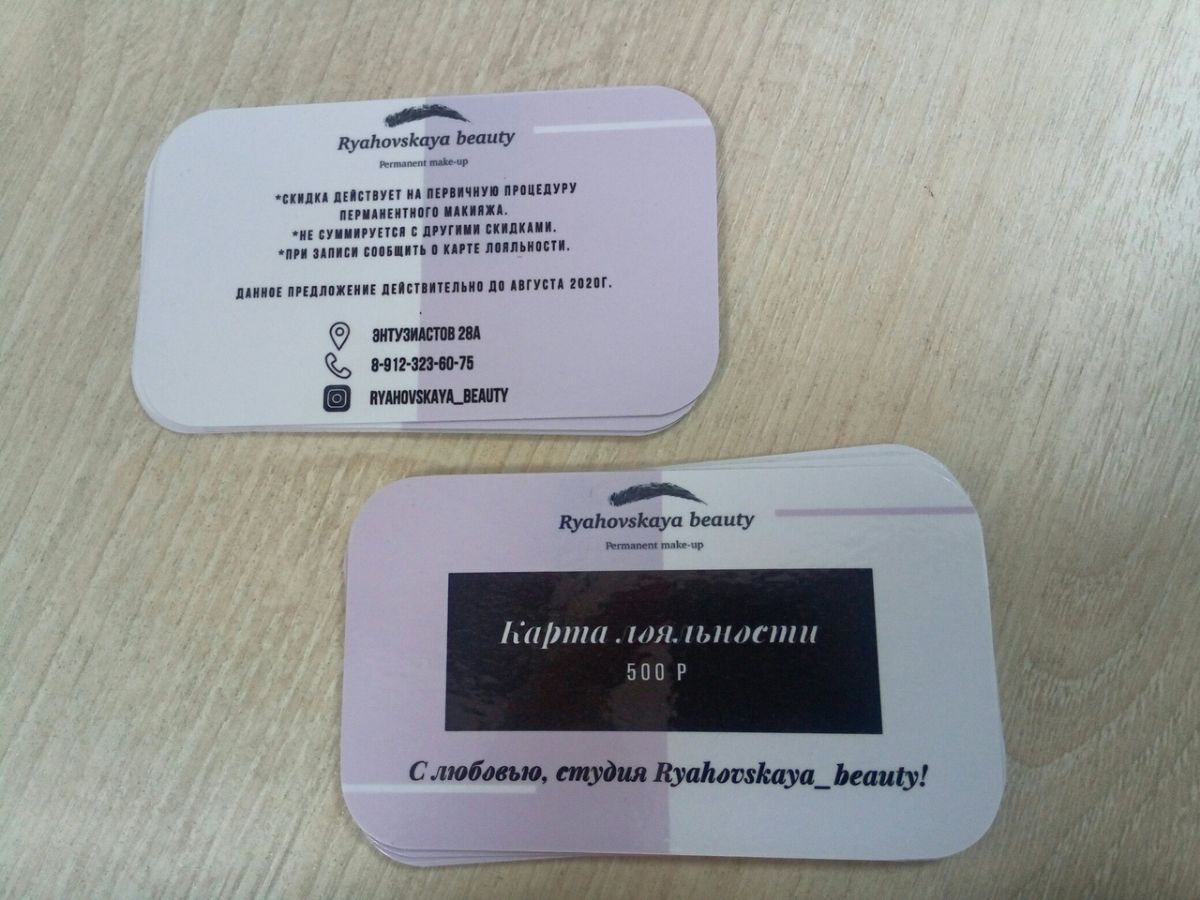 Ryahovskaya beauty
Permanent make-up
*СКИДКА ДЕЙСТВУЕТ НА ПЕРВИЧНУЮ ПРОЦЕДУРУ
ПЕРМАНЕНТНОГО МАКИЯЖА.
*НЕ СУММИРУЕТСЯ С ДРУГИМИ СКИДКАМИ.
*ПРИ ЗАПИСИ СООБЩИТЬ О КАРТЕ ЛОЯЛЬНОСТИ.
ДАННОЕ ПРЕДЛОЖЕНИЕ ДЕЙСТВИТЕЛЬНО ДО АВГУСТА 2020Г.
ЭНТУЗИАСТОВ 28А
8-912-323-60-75
RYAHOVSKAYA_BEAUTY
Ryahovskaya beauty
Permanent make-up
Карта лояльности
500 Р
С любовью, студия Ryahovskaya_beauty!